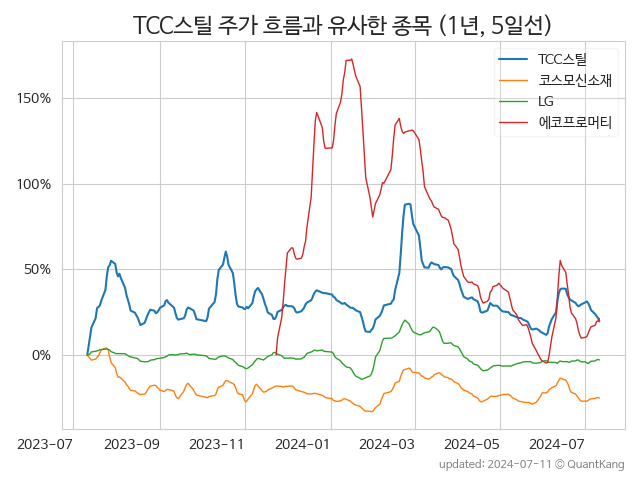 TCC스틸 주가 흐름과 유사한 종목 (1년, 5일선)
TCC스틸
코스모신소재
LG
에코프로머티
150%
100%
50%
0%
2023-07 2023-09 2023-11 2024-01 2024-03 2024-05 2024-07
updated: 2024-07-11 © QuantKang